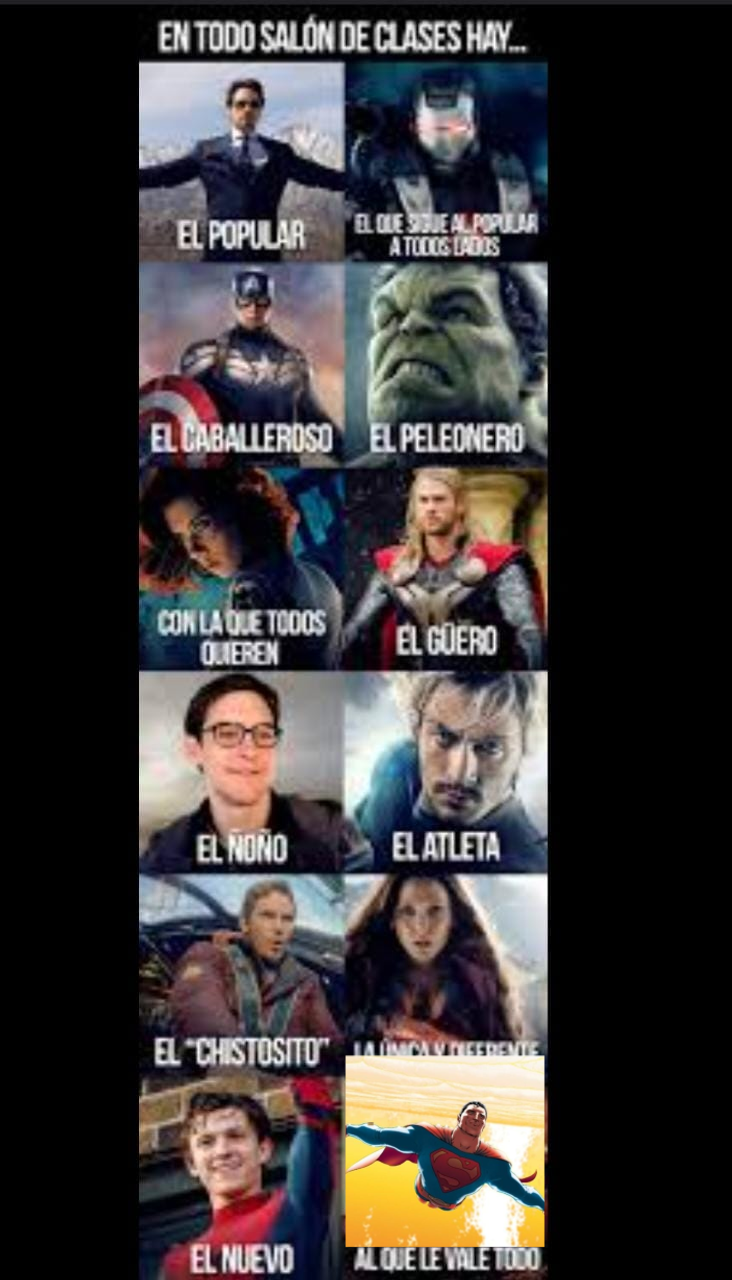 EN TODO SALÓN DE CLASES HAY...
EL POPULAR
EL QUE SIGUE AL POPULAR
A TODOS LADOS
EL CABALLEROSO
EL PELEONERO
CON LA QUE TODOS
QUIEREN
EL GÜERO
EL ÑOÑO
EL ATLETA
EL "CHISTOSITO"
LA ÚNICA Y DIFERENTE
EL NUEVO
AL QUE LE VALE TODO